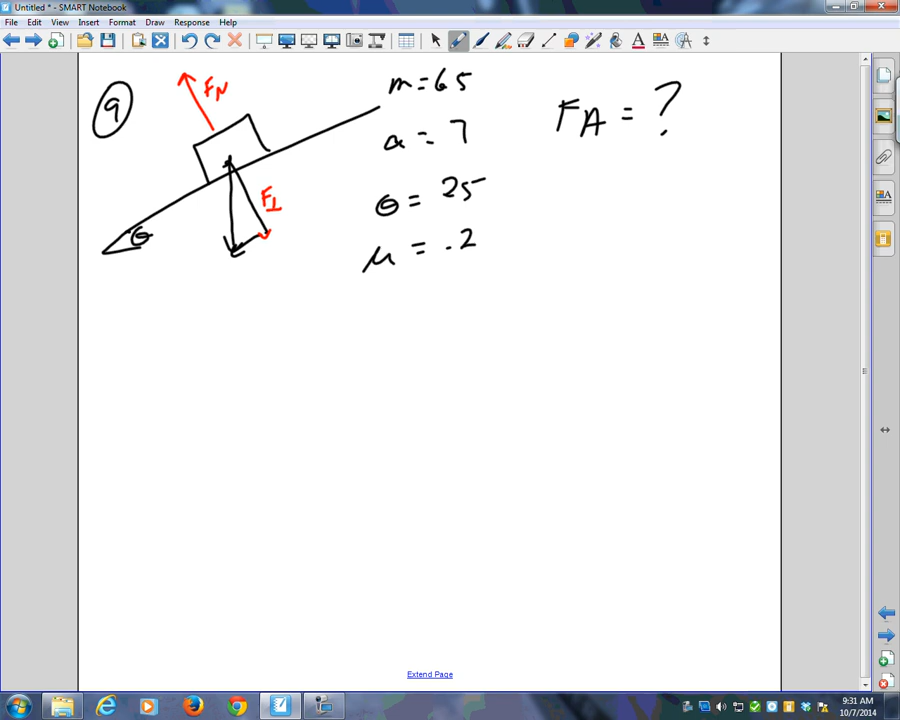 Untitled * - SMART Notebook
File Edit View Insert Format Draw Response Help
9
FN
m = 65
FA = ?
a = 7
F⊥
θ = 25
θ
μ = .2
Extend Page
9:31 AM
10/7/2014